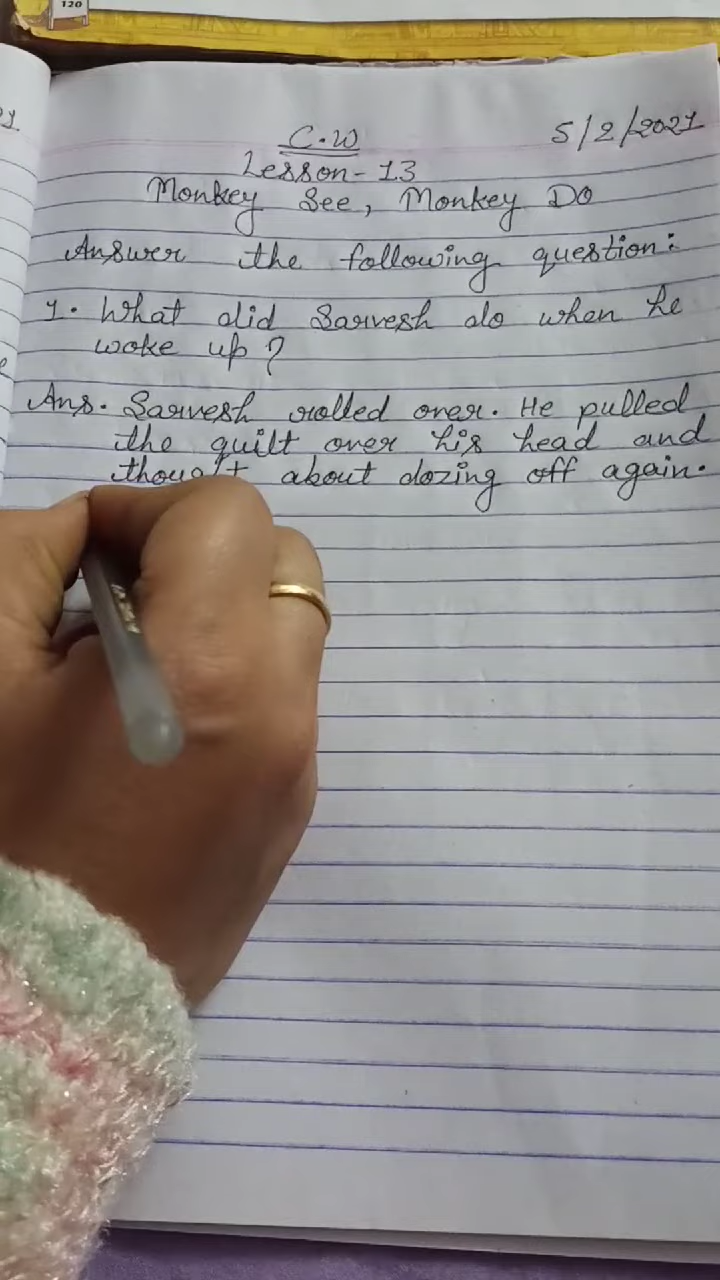 120
C.W
5/2/2021
Lesson - 13
Monkey See, Monkey Do
Answer the following question:
1. What did Sarvesh do when he
woke up?
Ans. Sarvesh rolled over. He pulled
the quilt over his head and
thought about dozing off again.